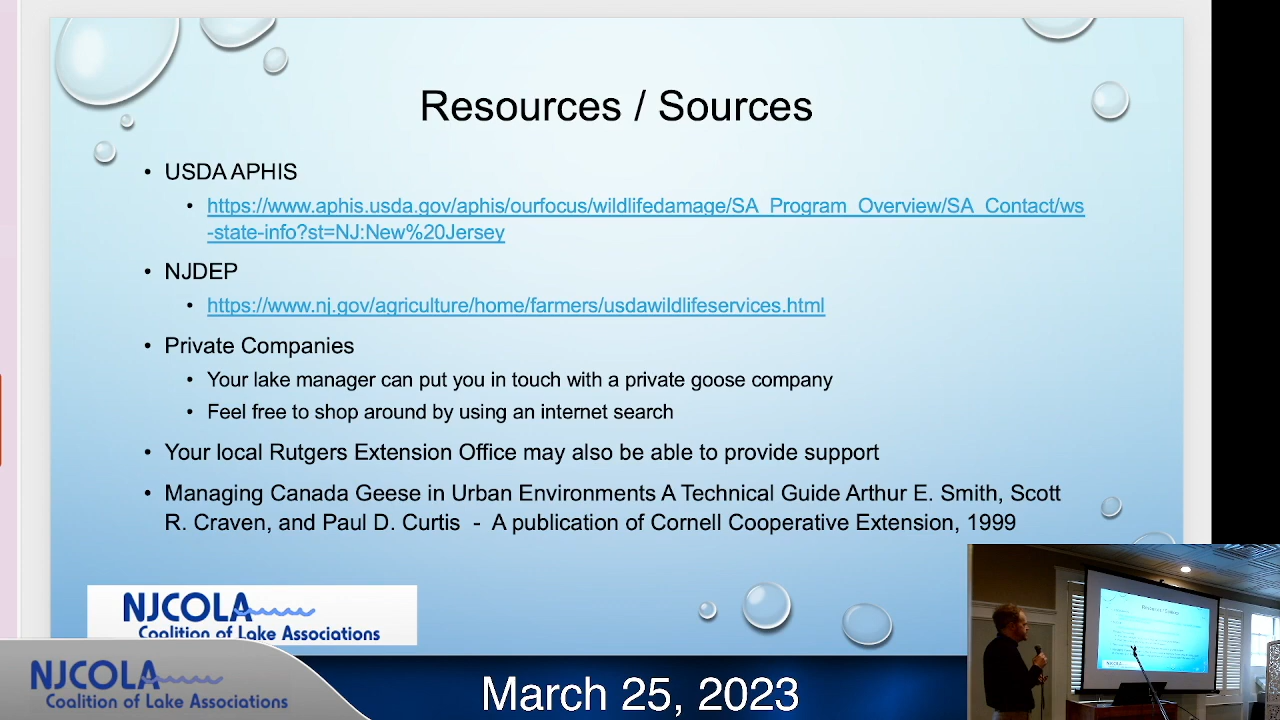 Resources / Sources
• USDA APHIS
• https://www.aphis.usda.gov/aphis/ourfocus/wildlifedamage/SA_Program_Overview/SA_Contact/ws
-state-info?st=NJ:New%20Jersey
• NJDEP
• https://www.nj.gov/agriculture/home/farmers/usdawildlifeservices.html
• Private Companies
• Your lake manager can put you in touch with a private goose company
• Feel free to shop around by using an internet search
• Your local Rutgers Extension Office may also be able to provide support
• Managing Canada Geese in Urban Environments A Technical Guide Arthur E. Smith, Scott
R. Craven, and Paul D. Curtis - A publication of Cornell Cooperative Extension, 1999
NJCOLA
Coalition of Lake Associations
NJCOLA
Coalition of Lake Associations
March 25, 2023
Resources / Sources